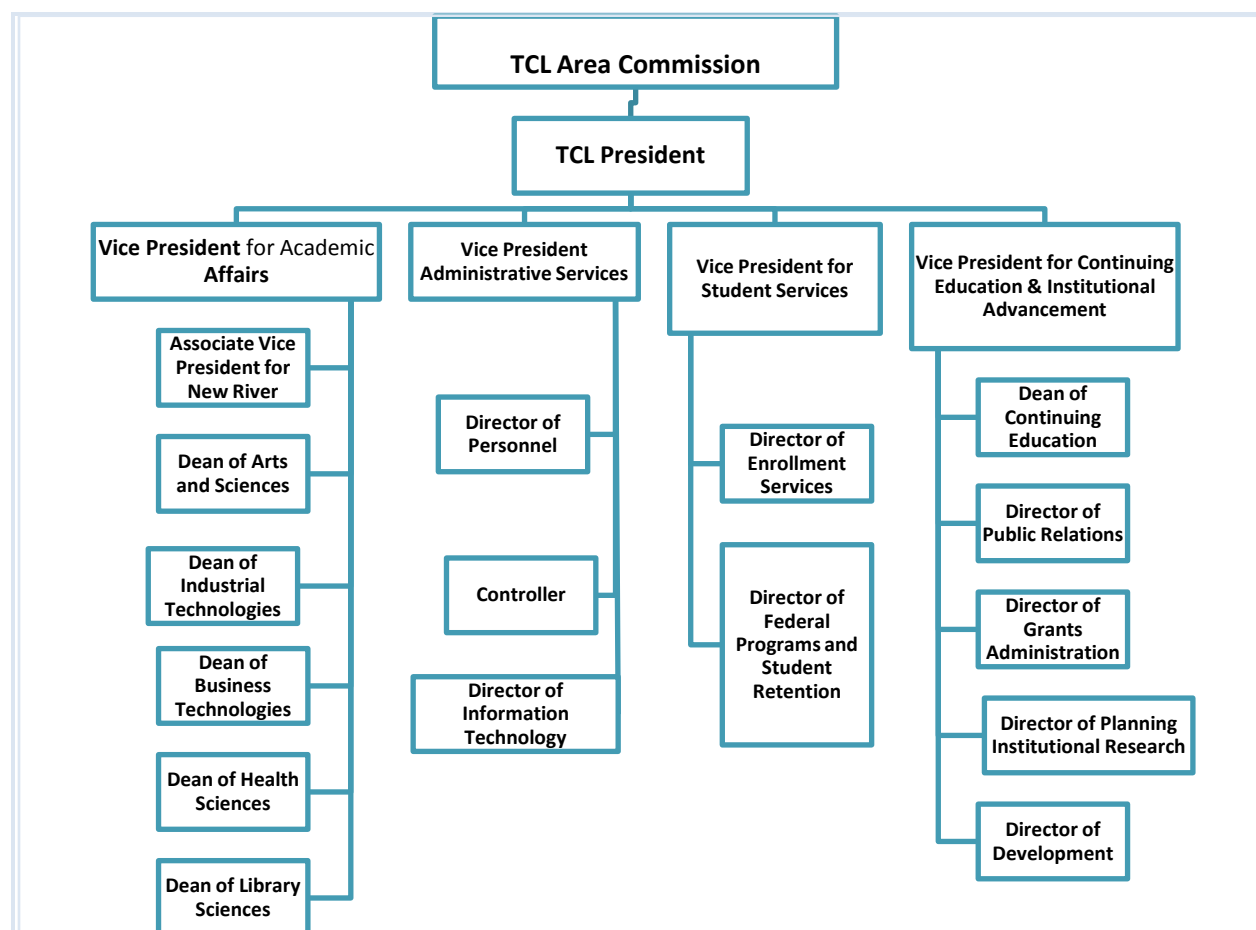 TCL Area Commission
TCL President
Vice President for Academic
Affairs
Vice President
Administrative Services
Vice President for
Student Services
Vice President for Continuing
Education & Institutional
Advancement
Associate Vice
President for
New River
Dean of Arts
and Sciences
Dean of
Industrial
Technologies
Dean of
Business
Technologies
Dean of Health
Sciences
Dean of Library
Sciences
Director of
Personnel
Controller
Director of
Information
Technology
Director of
Enrollment
Services
Director of
Federal
Programs and
Student
Retention
Dean of
Continuing
Education
Director of
Public Relations
Director of
Grants
Administration
Director of Planning
Institutional Research
Director of
Development